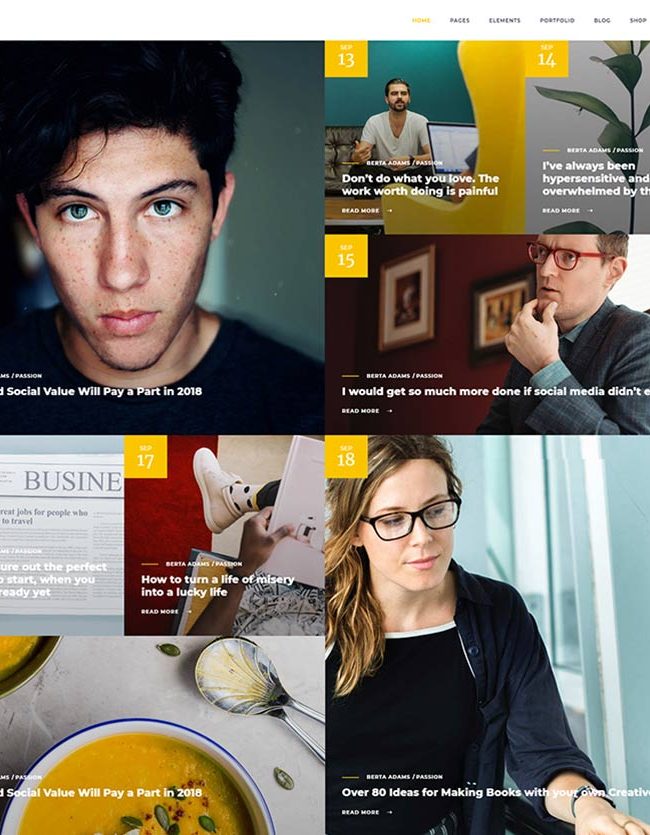 HOME PAGES ELEMENTS PORTFOLIO BLOG SHOP
SEP
13
BERTA ADAMS / PASSION
Don't do what you love. The
work worth doing is painful
READ MORE
SEP
14
BERTA ADAMS / PASSION
I've always been
hypersensitive and
overwhelmed by th
READ MORE
AMS / PASSION
d Social Value Will Pay a Part in 2018
SEP
15
BERTA ADAMS / PASSION
I would get so much more done if social media didn't e
READ MORE
BUSINE
reat jobs for people who
to travel
AMS / PASSION
ure out the perfect
o start, when you
ready yet
SEP
17
BERTA ADAMS / PASSION
How to turn a life of misery
into a lucky life
READ MORE
SEP
18
BERTA ADAMS / PASSION
Over 80 Ideas for Making Books with your own Creative
READ MORE
AMS / PASSION
d Social Value Will Pay a Part in 2018